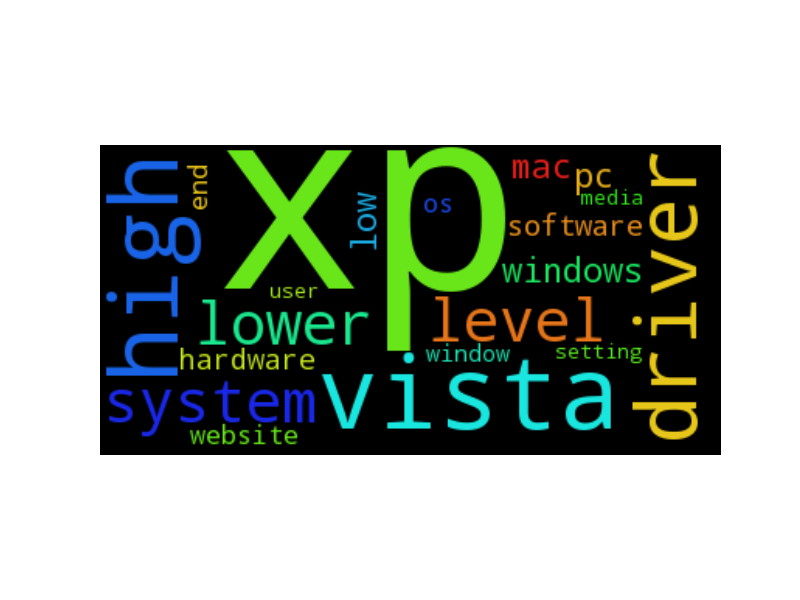 high
end
xp
low
os
mac
pc
media
software
windows
driver
user
lower
level
hardware
window
setting
system
vista
website